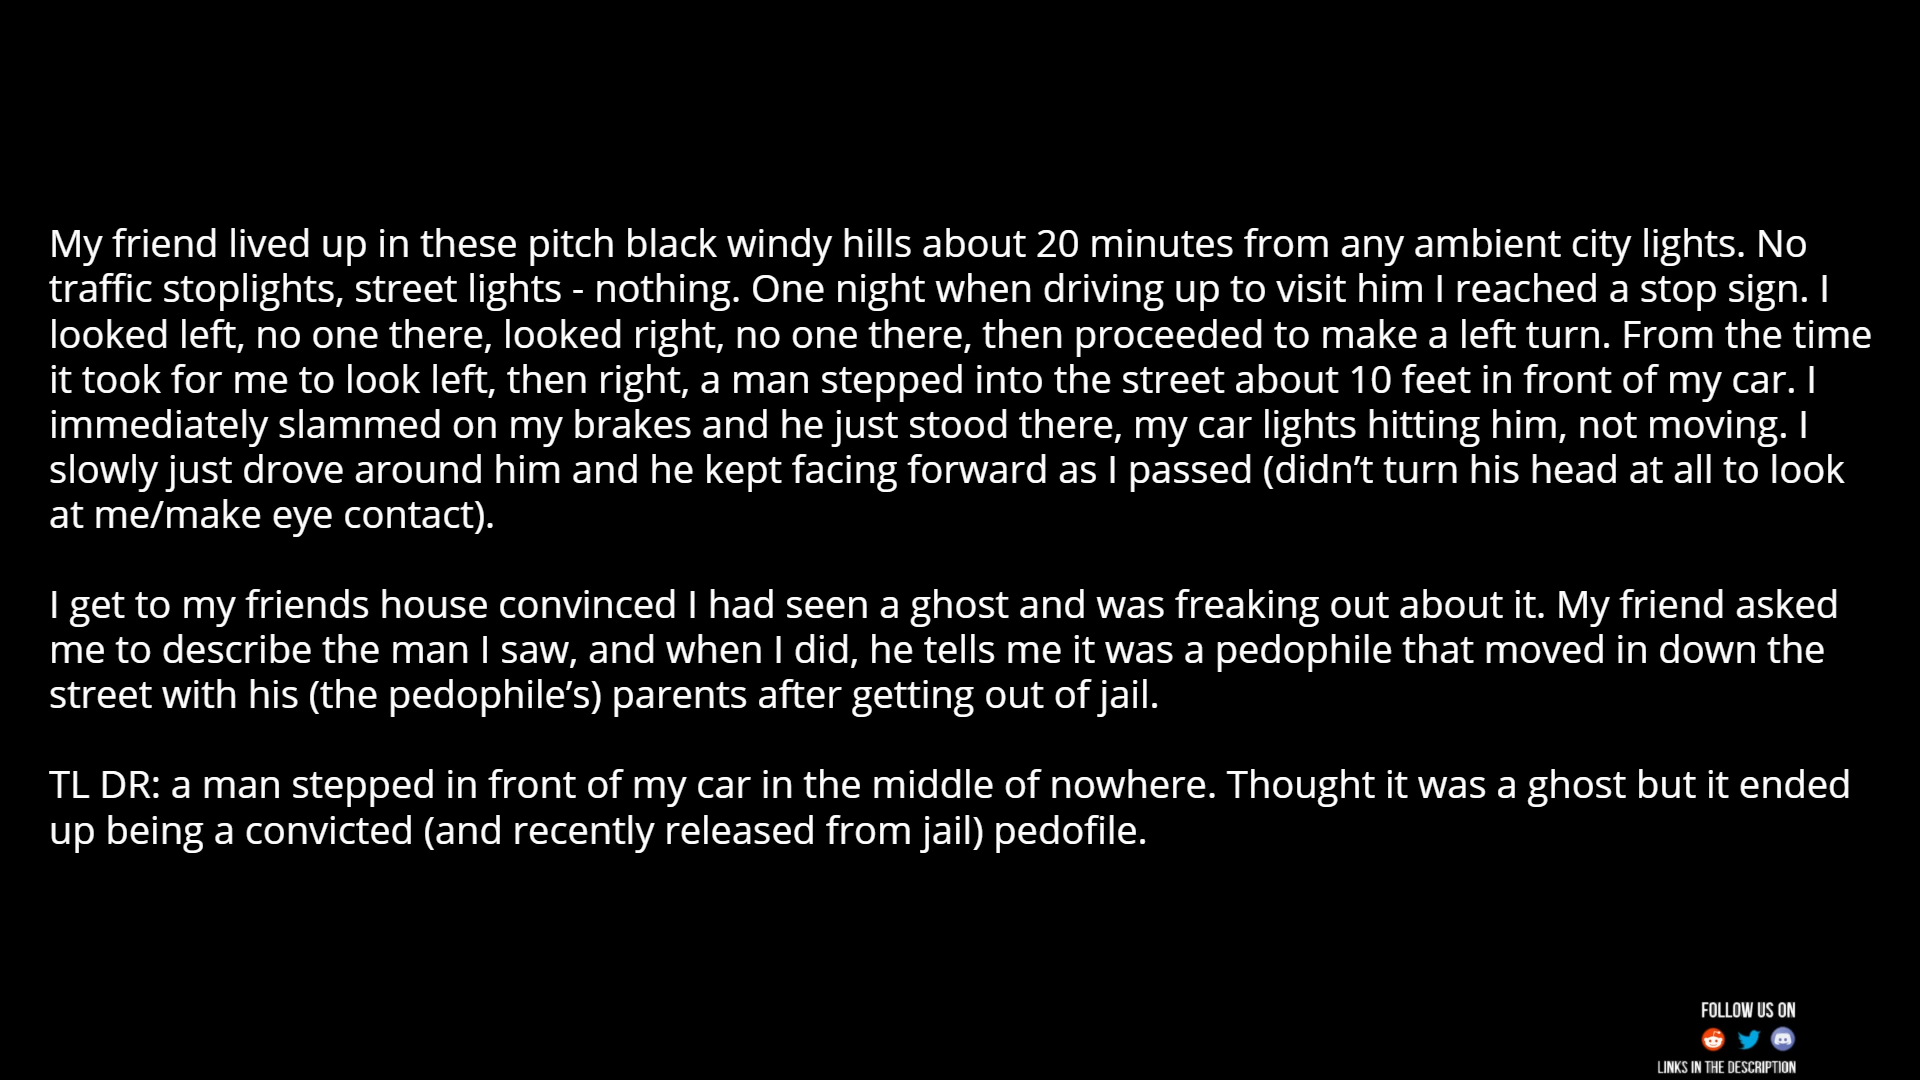 My friend lived up in these pitch black windy hills about 20 minutes from any ambient city lights. No
traffic stoplights, street lights - nothing. One night when driving up to visit him I reached a stop sign. I
looked left, no one there, looked right, no one there, then proceeded to make a left turn. From the time
it took for me to look left, then right, a man stepped into the street about 10 feet in front of my car. I
immediately slammed on my brakes and he just stood there, my car lights hitting him, not moving. I
slowly just drove around him and he kept facing forward as I passed (didn’t turn his head at all to look
at me/make eye contact).
I get to my friends house convinced I had seen a ghost and was freaking out about it. My friend asked
me to describe the man I saw, and when I did, he tells me it was a pedophile that moved in down the
street with his (the pedophile’s) parents after getting out of jail.
TL DR: a man stepped in front of my car in the middle of nowhere. Thought it was a ghost but it ended
up being a convicted (and recently released from jail) pedofile.
FOLLOW US ON
LINKS IN THE DESCRIPTION